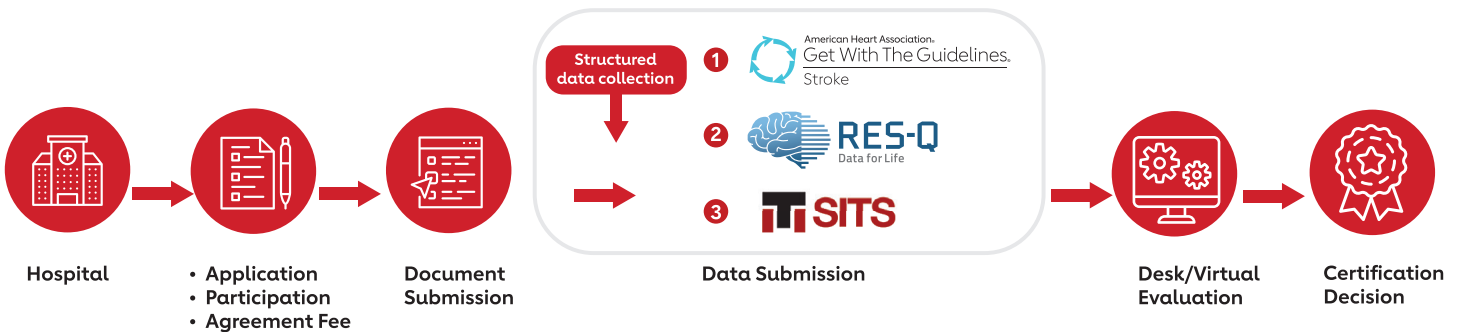 Structured
data collection
1
American Heart Association®
Get With The Guidelines®
Stroke
2
RES-Q
Data for Life
3
SITS
Hospital
• Application
• Participation
• Agreement Fee
Document
Submission
Data Submission
Desk/Virtual
Evaluation
Certification
Decision